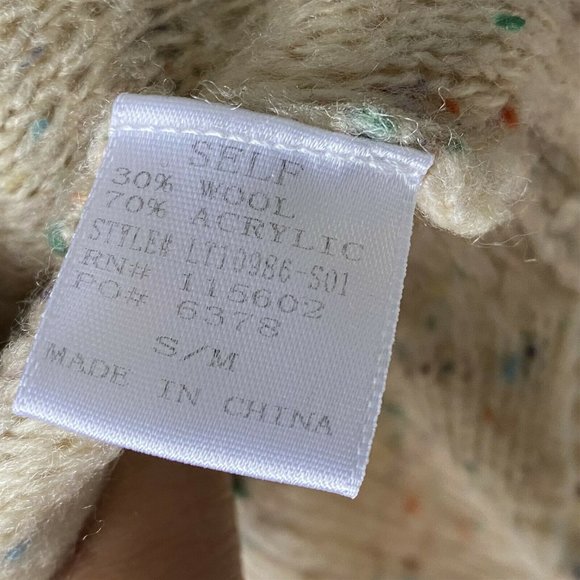 SELF
30% WOOL
70% ACRYLIC
STYLE# LT10986-S01
RN# 115602
PO# 6378
S/M
MADE IN CHINA